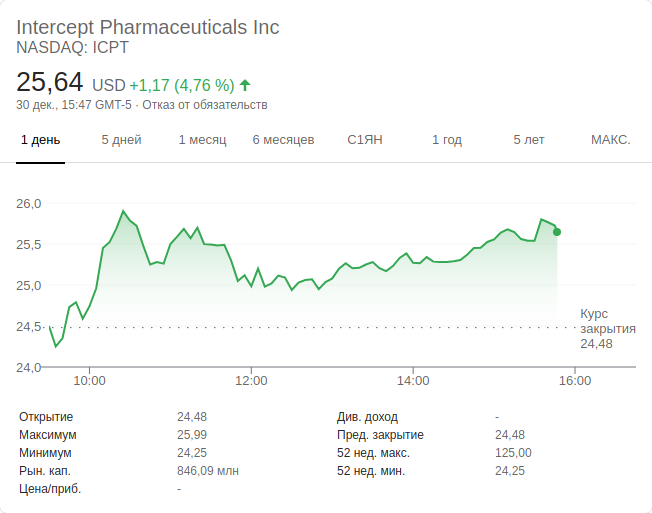 Intercept Pharmaceuticals Inc
NASDAQ: ICPT
25,64 USD +1,17 (4,76 %)
30 дек., 15:47 GMT-5 · Отказ от обязательств
1 день 5 дней 1 месяц 6 месяцев С1ЯН 1 год 5 лет МАКС.
26,0
25,5
25,0
24,5
24,0
Курс
закрытия
24,48
10:00 12:00 14:00 16:00
Открытие 24,48 Див. доход -
Максимум 25,99 Пред. закрытие 24,48
Минимум 24,25 52 нед. макс. 125,00
Рын. кап. 846,09 млн 52 нед. мин. 24,25
Цена/приб. -